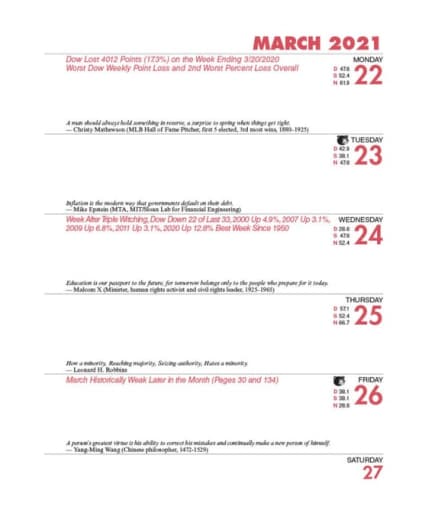 MARCH 2021
Dow Lost 4012 Points (17.3%) on the Week Ending 3/20/2020
Worst Dow Weekly Point Loss and 2nd Worst Percent Loss Overall
MONDAY
D 47.6
S 52.4
N 61.9
22
A man should always hold something in reserve, a surprise to spring when things get tight.
— Christy Mathewson (MLB Hall of Fame Pitcher, first 5 elected, 3rd most wins, 1880-1925)
TUESDAY
D 42.9
S 38.1
N 47.6
23
Inflation is the modern way that governments default on their debt.
— Mike Epstein (MTA, MIT/Sloan Lab for Financial Engineering)
Week After Triple Witching, Dow Down 22 of Last 33, 2000 Up 4.9%, 2007 Up 3.1%,
2009 Up 6.8%, 2011 Up 3.1%, 2020 Up 12.8% Best Week Since 1950
WEDNESDAY
D 28.6
S 47.6
N 52.4
24
Education is our passport to the future, for tomorrow belongs only to the people who prepare for it today.
— Malcom X (Minister, human rights activist and civil rights leader, 1925-1965)
THURSDAY
D 57.1
S 52.4
N 66.7
25
How a minority, Reaching majority, Seizing authority, Hates a minority.
— Leonard H. Robbins
March Historically Weak Later in the Month (Pages 30 and 134)
FRIDAY
D 38.1
S 38.1
N 28.6
26
A person's greatest virtue is his ability to correct his mistakes and continually make a new person of himself.
— Yang-Ming Wang (Chinese philosopher, 1472-1529)
SATURDAY
27